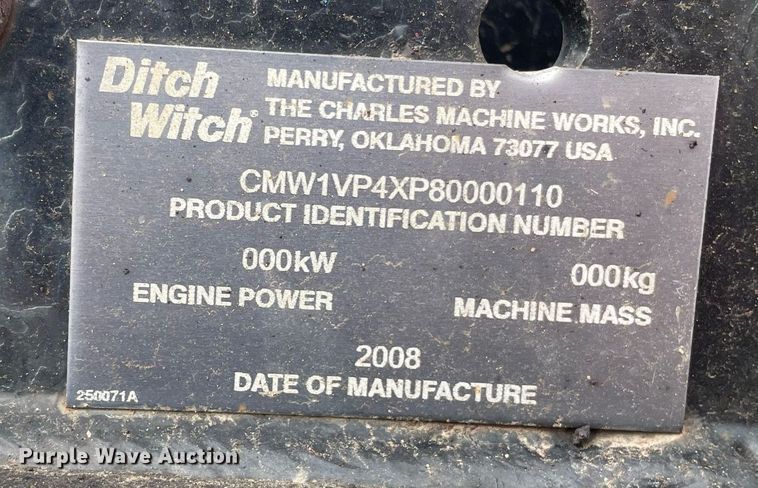 Ditch Witch®
MANUFACTURED BY
THE CHARLES MACHINE WORKS, INC.
PERRY, OKLAHOMA 73077 USA
CMW1VP4XP80000110
PRODUCT IDENTIFICATION NUMBER
000kW
ENGINE POWER
000kg
MACHINE MASS
2008
DATE OF MANUFACTURE
250071A
Purple Wave Auction